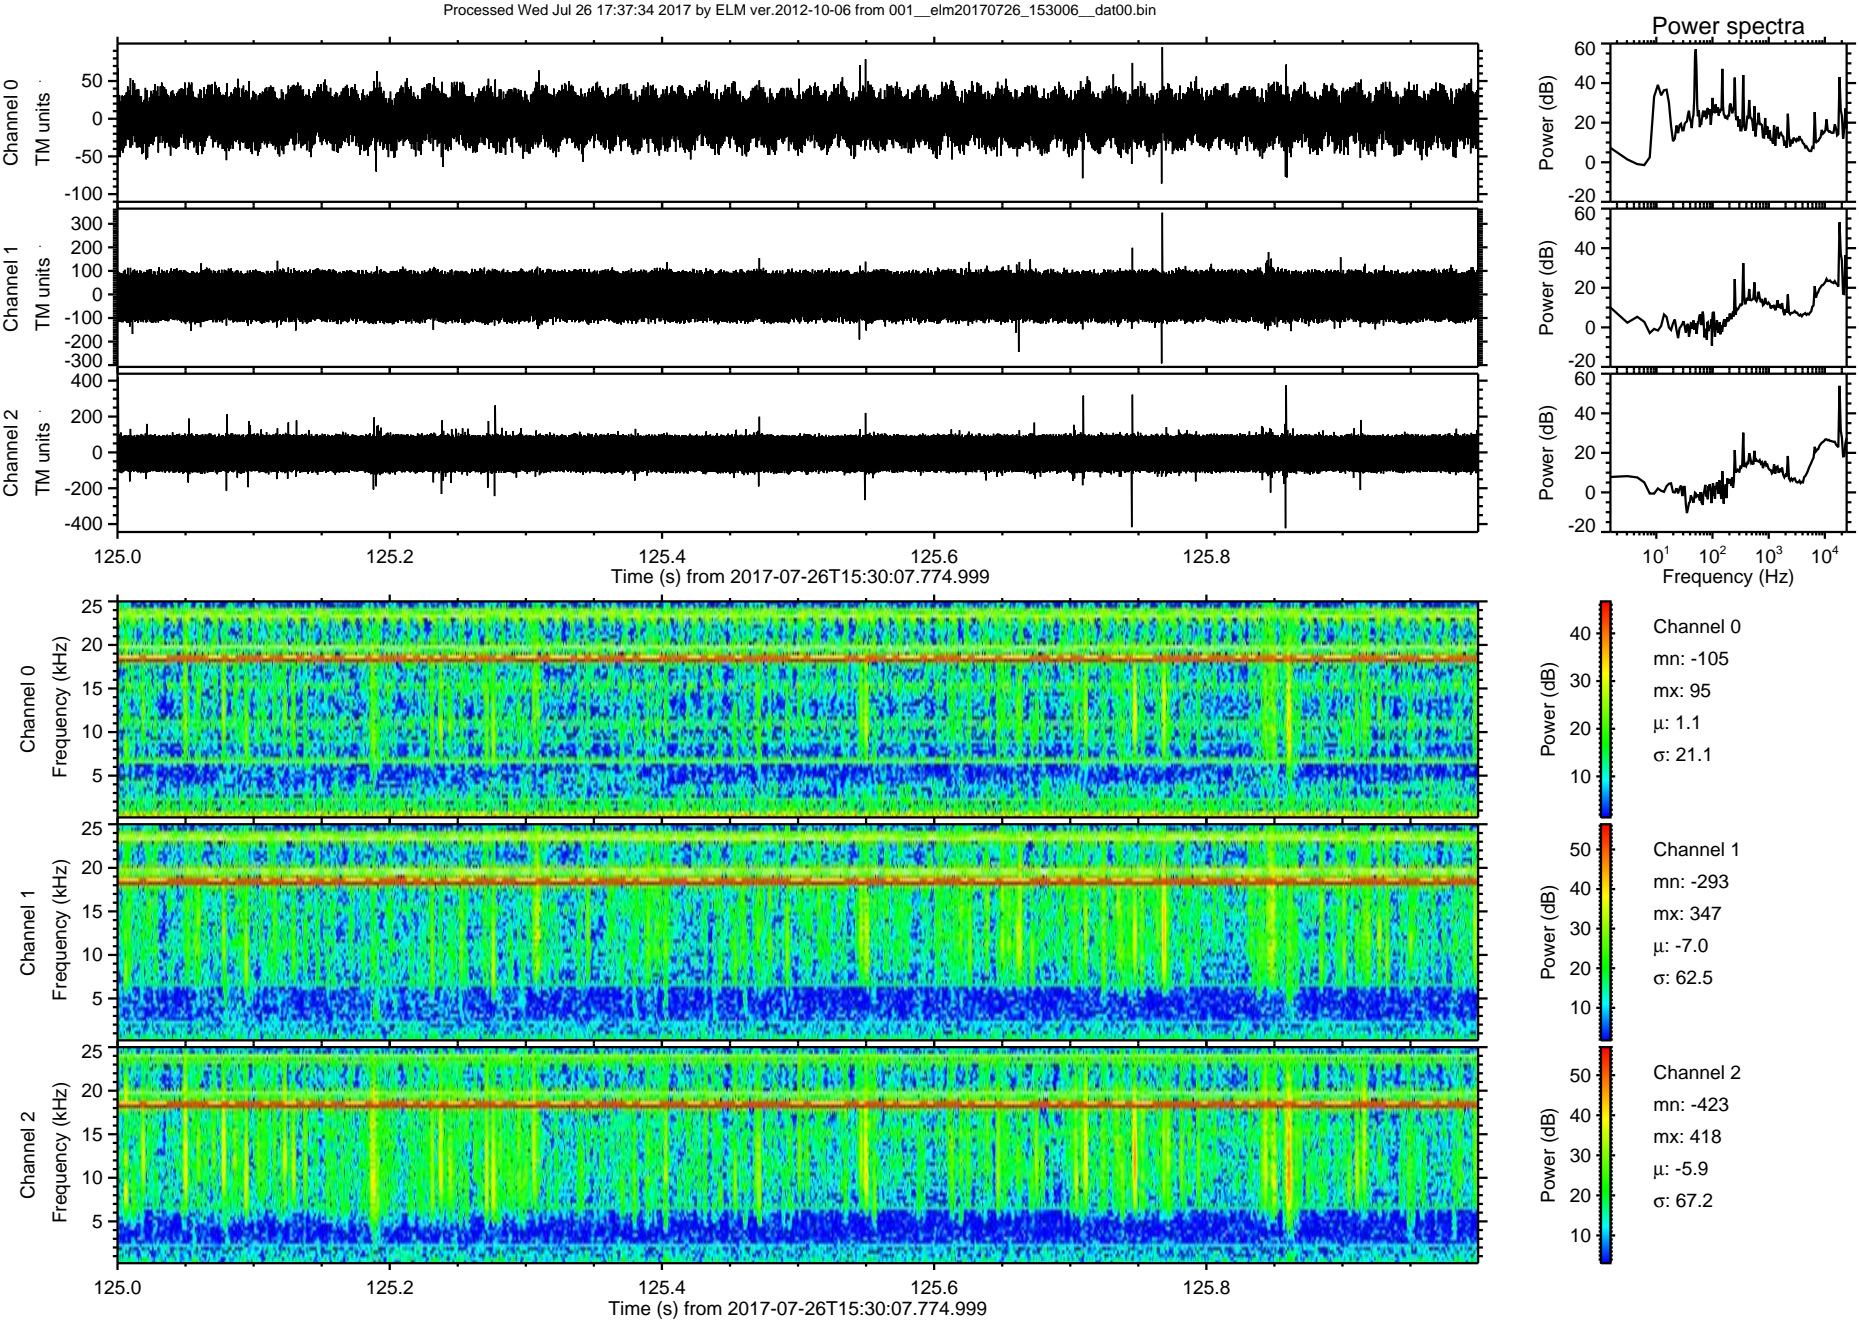 Processed Wed Jul 26 17:37:34 2017 by ELM ver.2012-10-06 from 001__elm20170726_153006__dat00.bin
Power spectra
Channel 0
TM units
50
0
-50
-100
Power (dB)
60
40
20
0
-20
Channel 1
TM units
300
200
100
0
-100
-200
-300
Power (dB)
60
40
20
0
-20
Channel 2
TM units
400
200
0
-200
-400
Power (dB)
60
40
20
0
-20
125.0 125.2 125.4 125.6 125.8
Time (s) from 2017-07-26T15:30:07.774.999
10¹ 10² 10³ 10⁴
Frequency (Hz)
Channel 0
Frequency (kHz)
25
20
15
10
5
Power (dB)
40
30
20
10
Channel 0
mn: -105
mx: 95
μ: 1.1
σ: 21.1
Channel 1
Frequency (kHz)
25
20
15
10
5
Power (dB)
50
40
30
20
10
Channel 1
mn: -293
mx: 347
μ: -7.0
σ: 62.5
Channel 2
Frequency (kHz)
25
20
15
10
5
Power (dB)
50
40
30
20
10
Channel 2
mn: -423
mx: 418
μ: -5.9
σ: 67.2
125.0 125.2 125.4 125.6 125.8
Time (s) from 2017-07-26T15:30:07.774.999